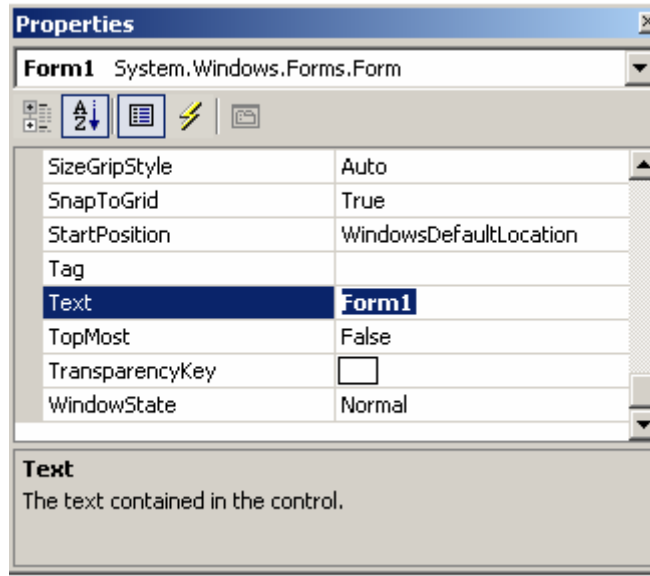 Properties
Form1 System.Windows.Forms.Form
A
Z
SizeGripStyle Auto
SnapToGrid True
StartPosition WindowsDefaultLocation
Tag
Text Form1
TopMost False
TransparencyKey
WindowState Normal
Text
The text contained in the control.